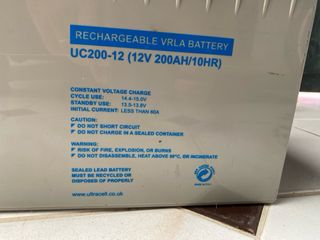 RECHARGEABLE VRLA BATTERY
UC200-12 (12V 200AH/10HR)
CONSTANT VOLTAGE CHARGE
CYCLE USE: 14.4-15.0V
STANDBY USE: 13.5-13.8V
INITIAL CURRENT: LESS THAN 60A
CAUTION:
DO NOT SHORT CIRCUIT
DO NOT CHARGE IN A SEALED CONTAINER
WARNING:
RISK OF FIRE, EXPLOSION, OR BURNS
DO NOT DISASSEMBLE, HEAT ABOVE 50°C, OR INCINERATE
SEALED LEAD BATTERY
MUST BE RECYCLED OR
DISPOSED OF PROPERLY
www.ultracell.co.uk